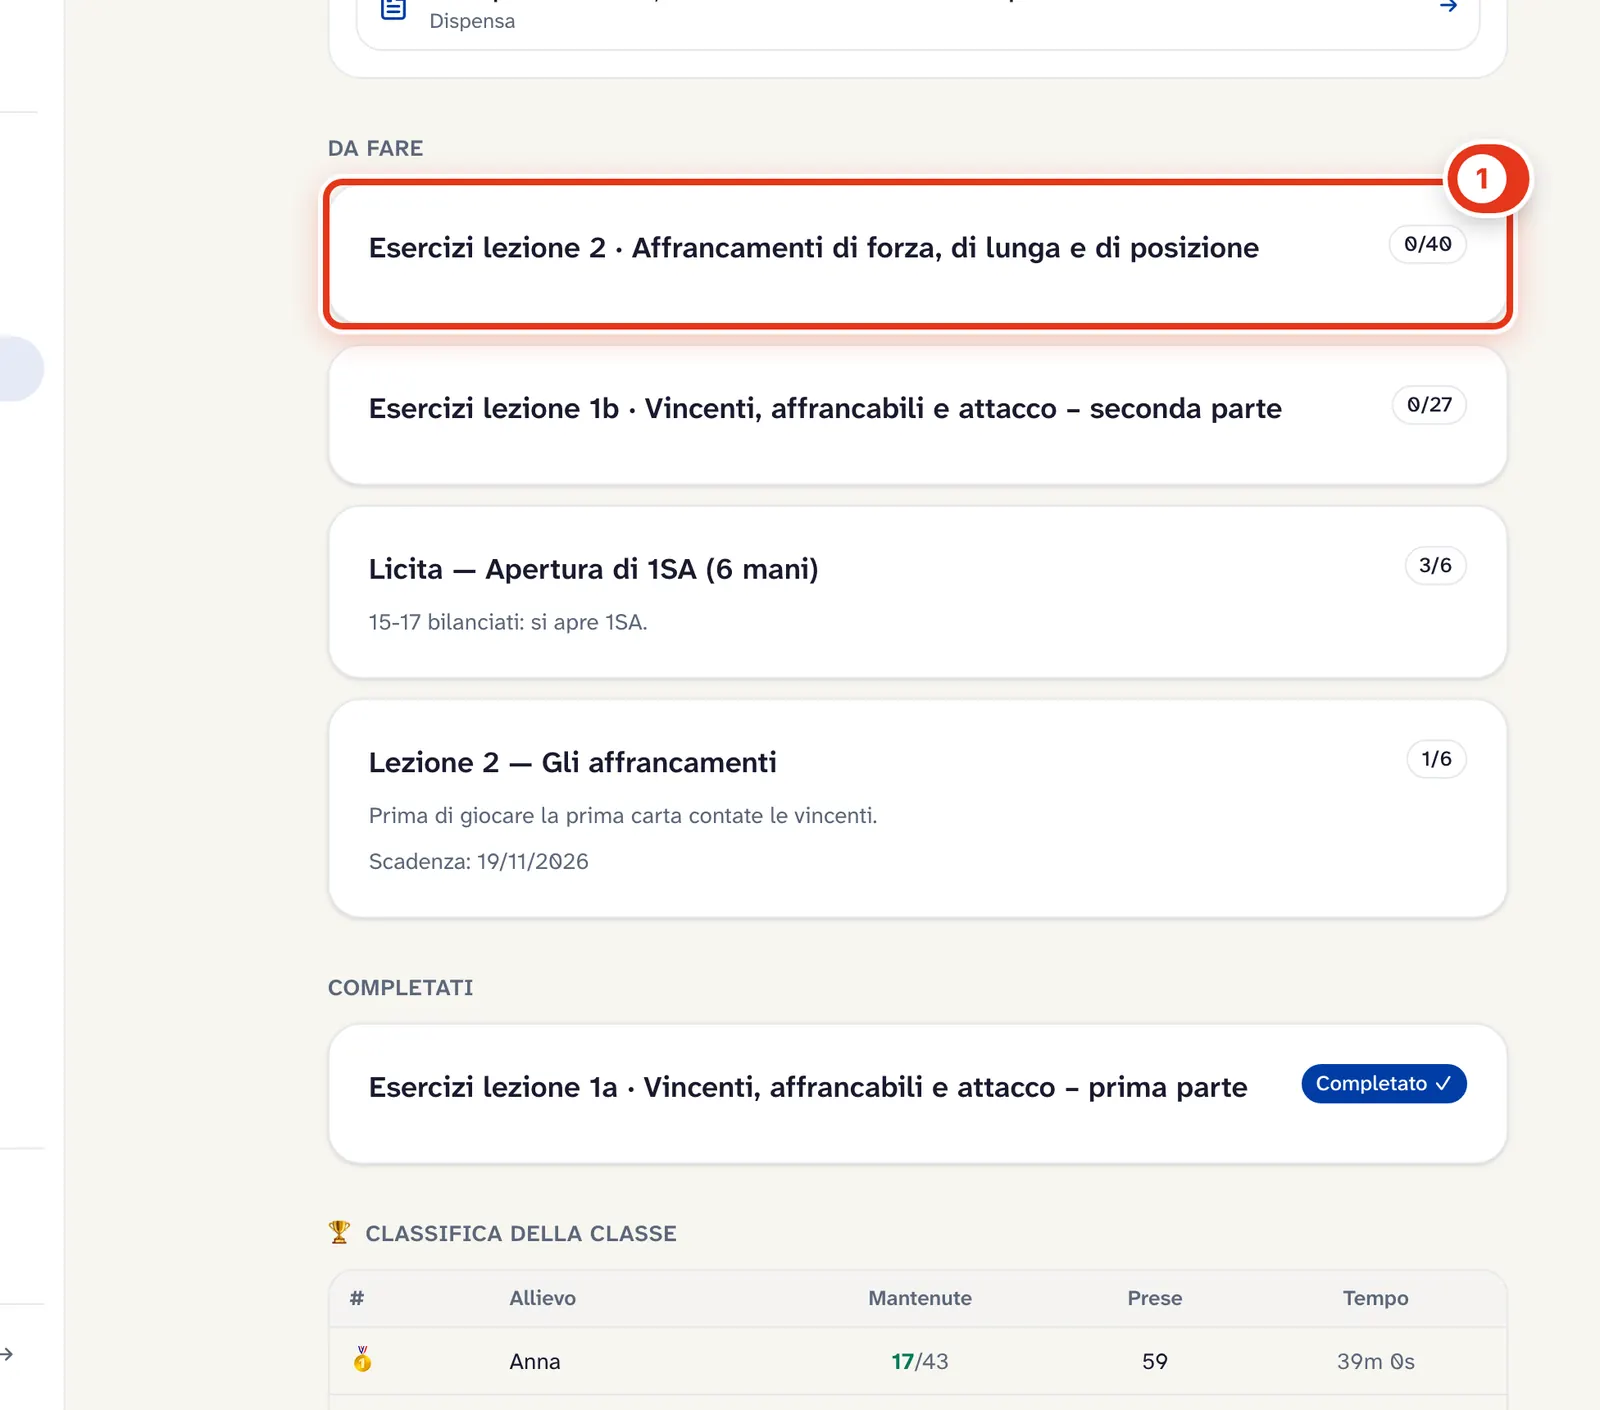 Dispensa
DA FARE
1
Esercizi lezione 2 · Affrancamenti di forza, di lunga e di posizione
0/40
Esercizi lezione 1b · Vincenti, affrancabili e attacco – seconda parte
0/27
Licita — Apertura di 1SA (6 mani)
3/6
15-17 bilanciati: si apre 1SA.
Lezione 2 — Gli affrancamenti
1/6
Prima di giocare la prima carta contate le vincenti.
Scadenza: 19/11/2026
COMPLETATI
Esercizi lezione 1a · Vincenti, affrancabili e attacco – prima parte
Completato ✓
🏆 CLASSIFICA DELLA CLASSE
# Allievo Mantenute Prese Tempo
🥇 Anna 17/43 59 39m 0s